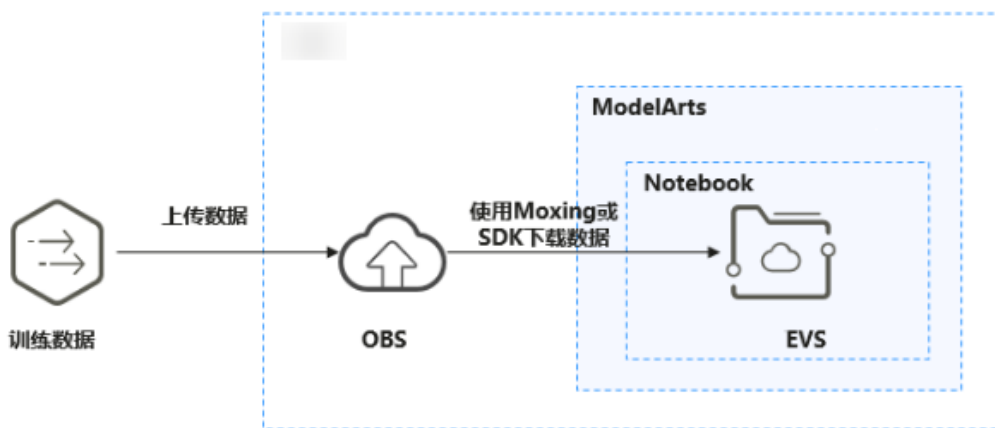 ModelArts
Notebook
上传数据
使用Moxing或
SDK下载数据
训练数据
OBS
EVS